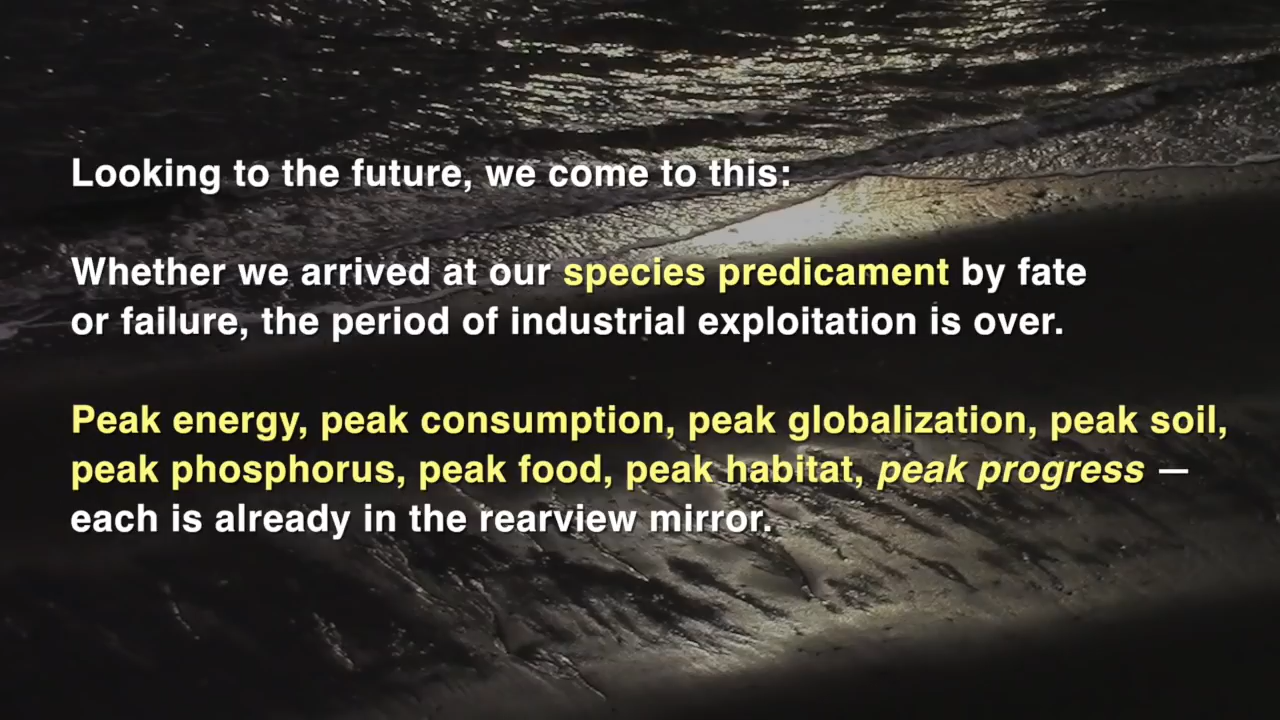 Looking to the future, we come to this:
Whether we arrived at our species predicament by fate
or failure, the period of industrial exploitation is over.
Peak energy, peak consumption, peak globalization, peak soil,
peak phosphorus, peak food, peak habitat, peak progress —
each is already in the rearview mirror.